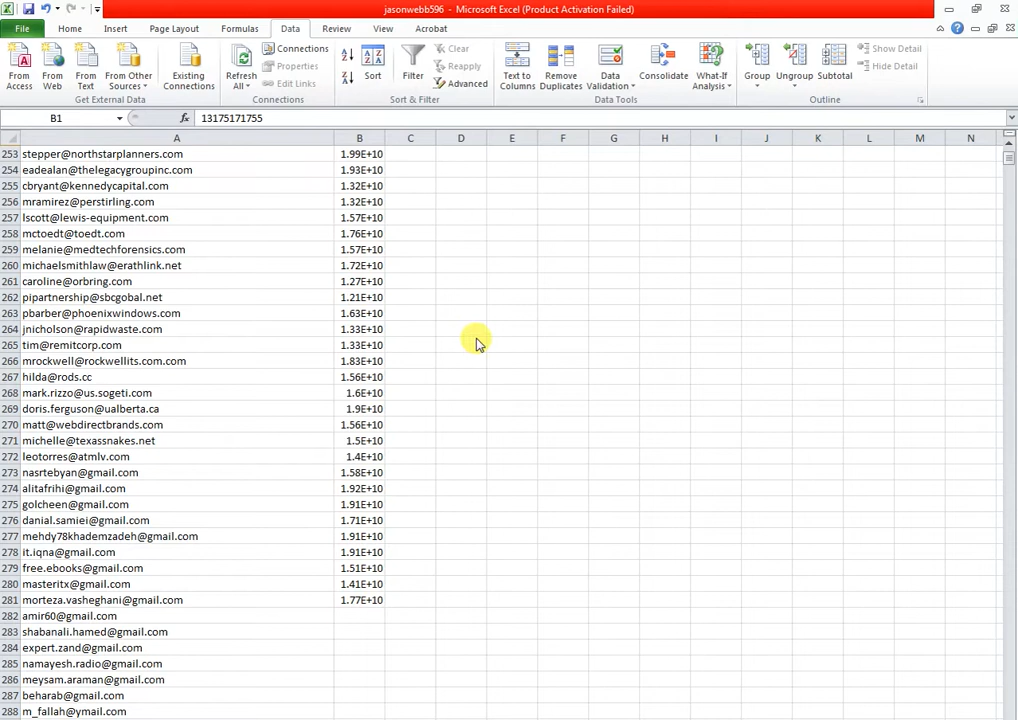 jasonwebb596 - Microsoft Excel (Product Activation Failed)
File Home Insert Page Layout Formulas Data Review View Acrobat
From Access
From Web
From Text
From Other Sources
Existing Connections
Get External Data
Refresh All
Connections
Properties
Edit Links
Connections
Sort
Filter
Clear
Reapply
Advanced
Sort & Filter
Text to Columns
Remove Duplicates
Data Validation
Consolidate
What-If Analysis
Data Tools
Group
Ungroup
Subtotal
Show Detail
Hide Detail
Outline
B1 fx 13175171755
A B C D E F G H I J K L M N
253 stepper@northstarplanners.com 1.99E+10
254 eadealan@thelegacygroupinc.com 1.93E+10
255 cbryant@kennedycapital.com 1.32E+10
256 mramirez@perstirling.com 1.32E+10
257 lscott@lewis-equipment.com 1.57E+10
258 mctoedt@toedt.com 1.76E+10
259 melanie@medtechforensics.com 1.57E+10
260 michaelsmithlaw@erathlink.net 1.72E+10
261 caroline@orbring.com 1.27E+10
262 pipartnership@sbcgobal.net 1.21E+10
263 pbarber@phoenixwindows.com 1.63E+10
264 jnicholson@rapidwaste.com 1.33E+10
265 tim@remitcorp.com 1.33E+10
266 mrockwell@rockwellits.com.com 1.83E+10
267 hilda@rods.cc 1.56E+10
268 mark.rizzo@us.sogeti.com 1.6E+10
269 doris.ferguson@ualberta.ca 1.9E+10
270 matt@webdirectbrands.com 1.56E+10
271 michelle@texassnakes.net 1.5E+10
272 leotorres@atmlv.com 1.4E+10
273 nasrtebyan@gmail.com 1.58E+10
274 alitafrihi@gmail.com 1.92E+10
275 golcheen@gmail.com 1.91E+10
276 danial.samiei@gmail.com 1.71E+10
277 mehdy78khademzadeh@gmail.com 1.91E+10
278 it.iqna@gmail.com 1.91E+10
279 free.ebooks@gmail.com 1.51E+10
280 masteritx@gmail.com 1.41E+10
281 morteza.vasheghani@gmail.com 1.77E+10
282 amir60@gmail.com
283 shabanali.hamed@gmail.com
284 expert.zand@gmail.com
285 namayesh.radio@gmail.com
286 meysam.araman@gmail.com
287 beharab@gmail.com
288 m_fallah@ymail.com